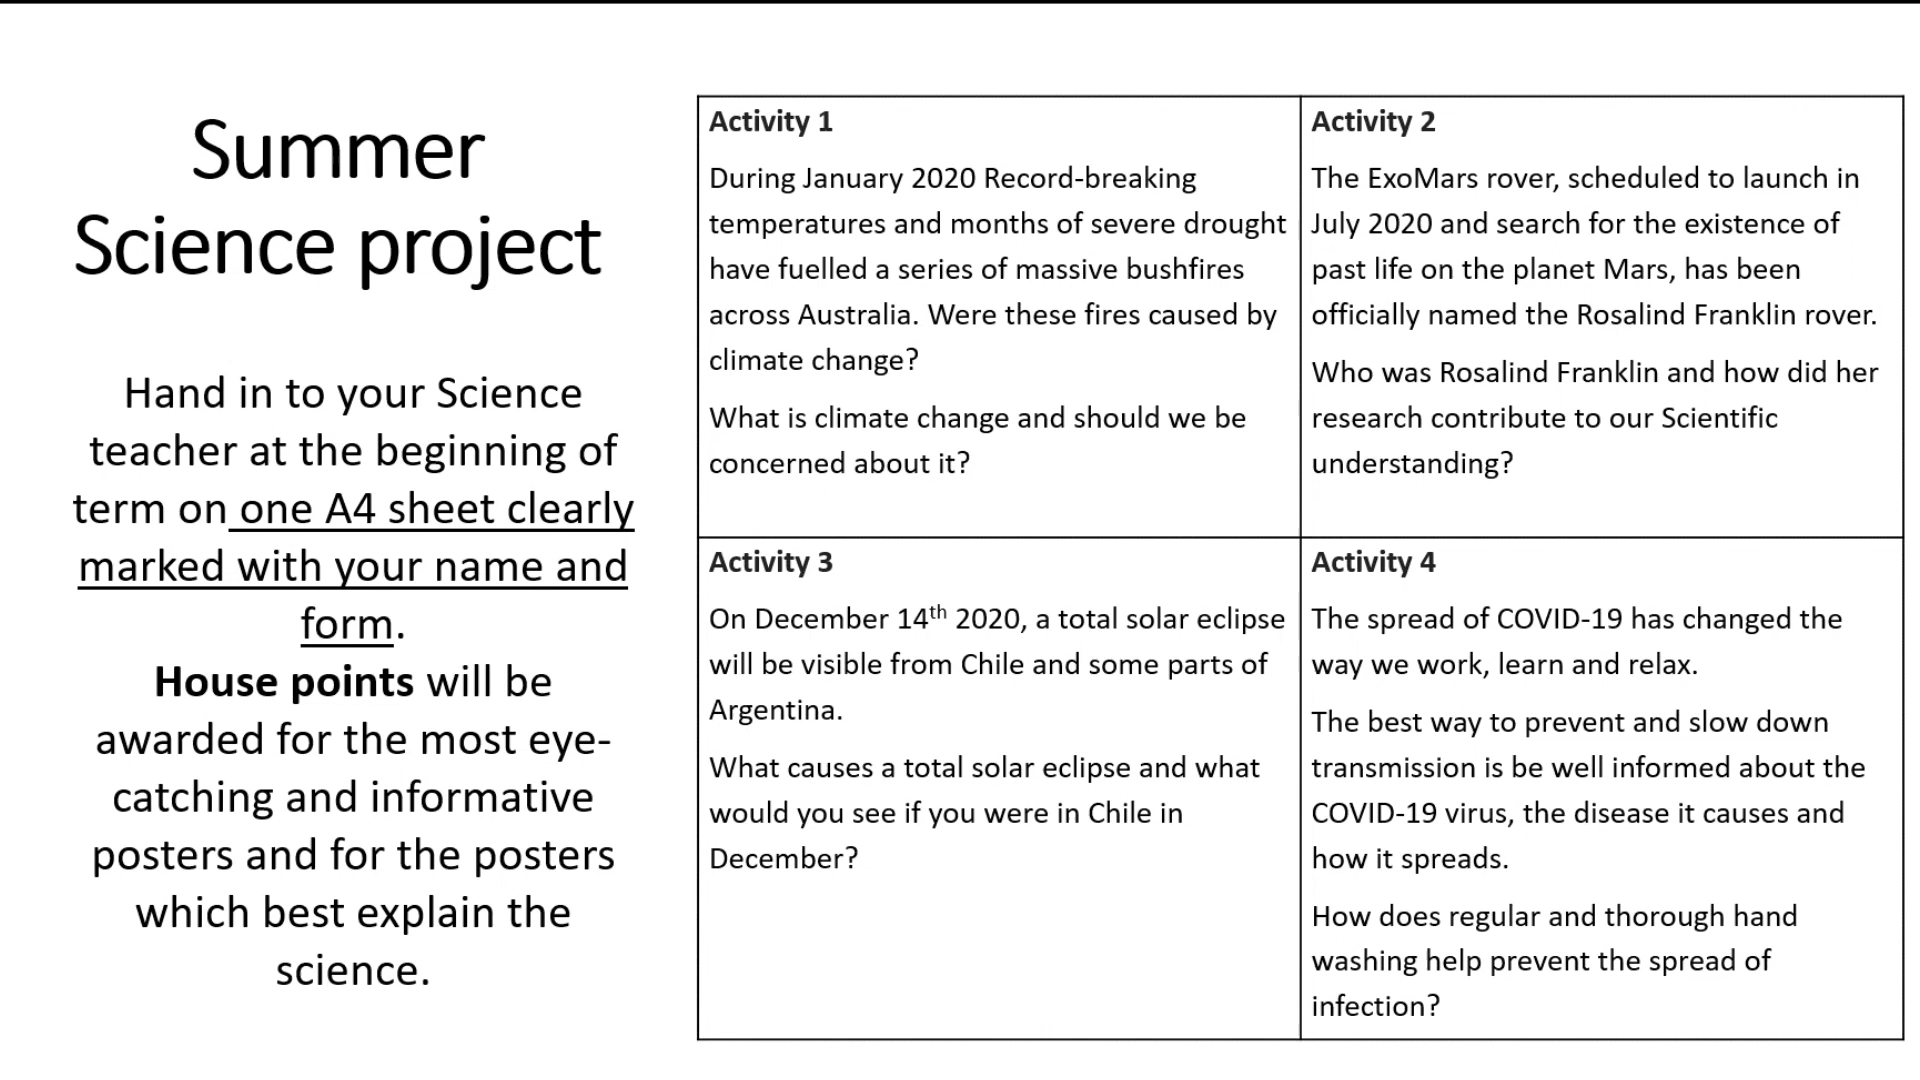 Summer
Science project
Hand in to your Science
teacher at the beginning of
term on one A4 sheet clearly
marked with your name and
form.
House points will be
awarded for the most eye-
catching and informative
posters and for the posters
which best explain the
science.
Activity 1
During January 2020 Record-breaking
temperatures and months of severe drought
have fuelled a series of massive bushfires
across Australia. Were these fires caused by
climate change?
What is climate change and should we be
concerned about it?
Activity 2
The ExoMars rover, scheduled to launch in
July 2020 and search for the existence of
past life on the planet Mars, has been
officially named the Rosalind Franklin rover.
Who was Rosalind Franklin and how did her
research contribute to our Scientific
understanding?
Activity 3
On December 14th 2020, a total solar eclipse
will be visible from Chile and some parts of
Argentina.
What causes a total solar eclipse and what
would you see if you were in Chile in
December?
Activity 4
The spread of COVID-19 has changed the
way we work, learn and relax.
The best way to prevent and slow down
transmission is be well informed about the
COVID-19 virus, the disease it causes and
how it spreads.
How does regular and thorough hand
washing help prevent the spread of
infection?